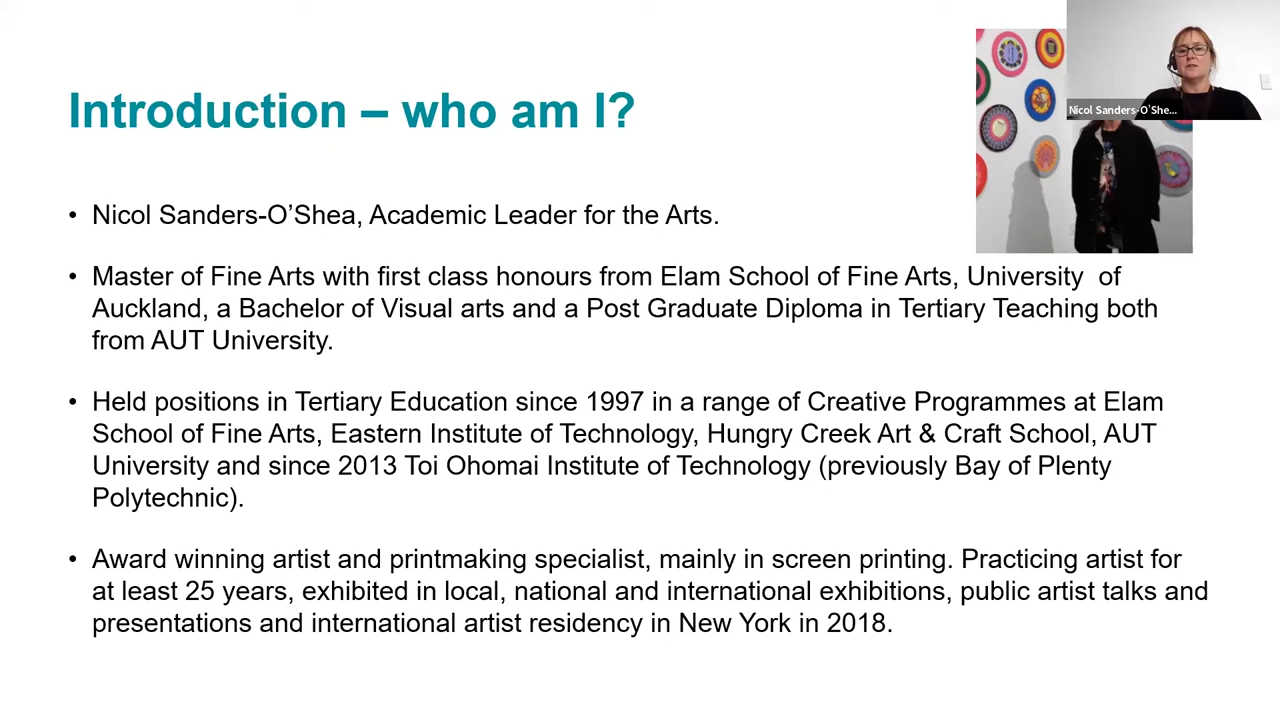 Introduction – who am I?
Nicol Sanders-O'She...
• Nicol Sanders-O’Shea, Academic Leader for the Arts.
• Master of Fine Arts with first class honours from Elam School of Fine Arts, University of
Auckland, a Bachelor of Visual arts and a Post Graduate Diploma in Tertiary Teaching both
from AUT University.
• Held positions in Tertiary Education since 1997 in a range of Creative Programmes at Elam
School of Fine Arts, Eastern Institute of Technology, Hungry Creek Art & Craft School, AUT
University and since 2013 Toi Ohomai Institute of Technology (previously Bay of Plenty
Polytechnic).
• Award winning artist and printmaking specialist, mainly in screen printing. Practicing artist for
at least 25 years, exhibited in local, national and international exhibitions, public artist talks and
presentations and international artist residency in New York in 2018.